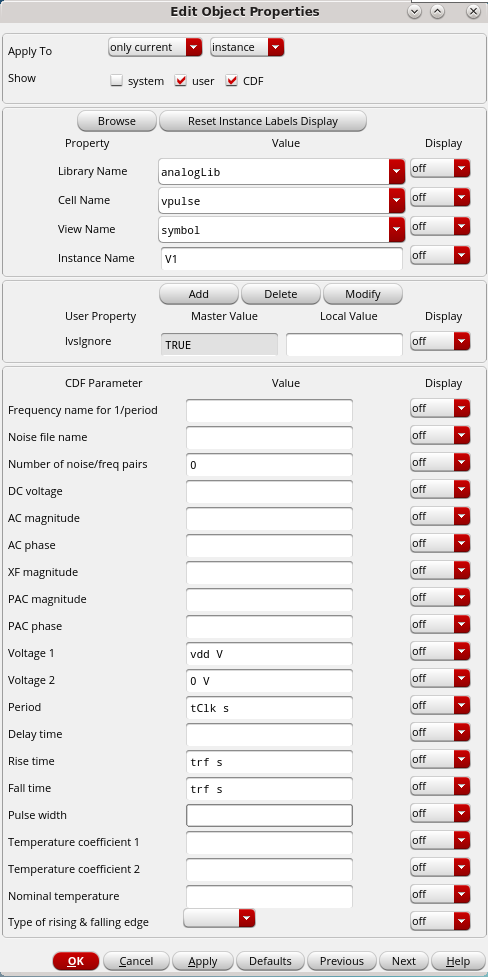 Edit Object Properties
Apply To only current instance
Show system user CDF
Browse Reset Instance Labels Display
Property Value Display
Library Name analogLib off
Cell Name vpulse off
View Name symbol off
Instance Name V1 off
Add Delete Modify
User Property Master Value Local Value Display
lvsIgnore TRUE off
CDF Parameter Value Display
Frequency name for 1/period off
Noise file name off
Number of noise/freq pairs 0 off
DC voltage off
AC magnitude off
AC phase off
XF magnitude off
PAC magnitude off
PAC phase off
Voltage 1 vdd V off
Voltage 2 0 V off
Period tClk s off
Delay time off
Rise time trf s off
Fall time trf s off
Pulse width off
Temperature coefficient 1 off
Temperature coefficient 2 off
Nominal temperature off
Type of rising & falling edge off
OK Cancel Apply Defaults Previous Next Help